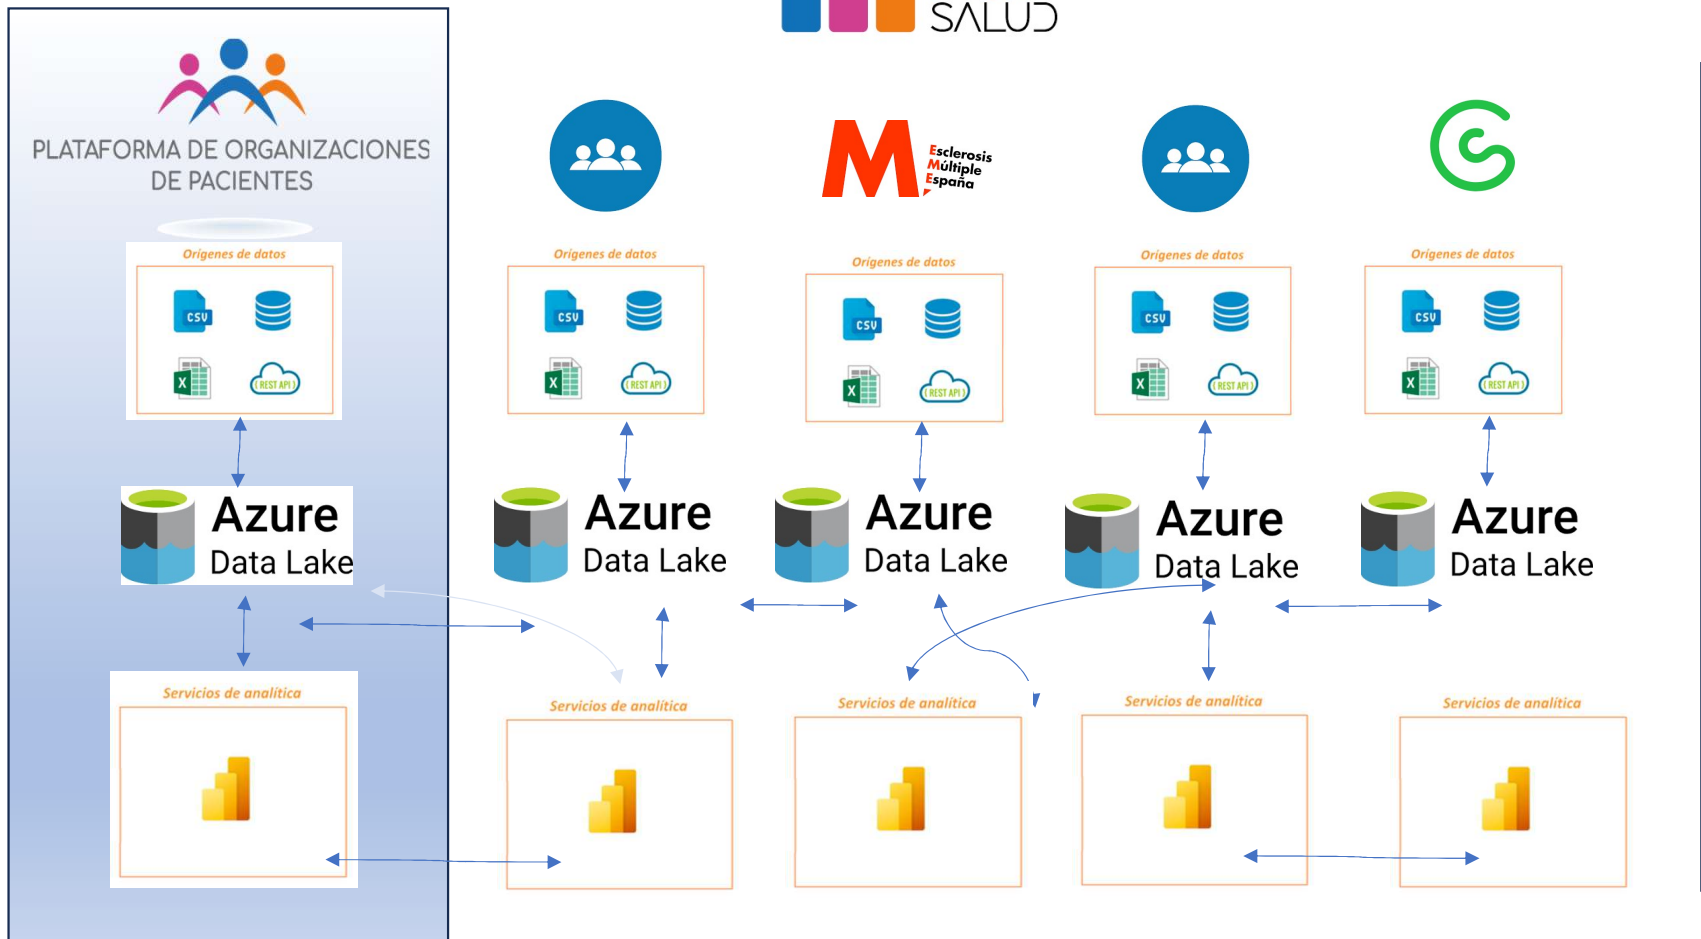 SALUD
PLATAFORMA DE ORGANIZACIONES
DE PACIENTES
Esclerosis
Múltiple
España
M
Orígenes de datos
CSV
X
{ REST API }
Orígenes de datos
CSV
X
{ REST API }
Orígenes de datos
CSV
X
{ REST API }
Orígenes de datos
CSV
X
{ REST API }
Orígenes de datos
CSV
X
{ REST API }
Azure
Data Lake
Azure
Data Lake
Azure
Data Lake
Azure
Data Lake
Azure
Data Lake
Servicios de analítica
Servicios de analítica
Servicios de analítica
Servicios de analítica
Servicios de analítica